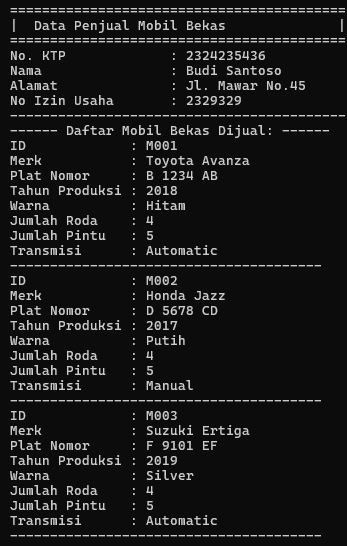 ==========================================
|  Data Penjual Mobil Bekas              |
==========================================
No. KTP             : 2324235436
Nama                : Budi Santoso
Alamat              : Jl. Mawar No.45
No Izin Usaha       : 2329329
------------------------------------------
------ Daftar Mobil Bekas Dijual: ------
ID             : M001
Merk           : Toyota Avanza
Plat Nomor     : B 1234 AB
Tahun Produksi : 2018
Warna          : Hitam
Jumlah Roda    : 4
Jumlah Pintu   : 5
Transmisi      : Automatic
---------------------------------------
ID             : M002
Merk           : Honda Jazz
Plat Nomor     : D 5678 CD
Tahun Produksi : 2017
Warna          : Putih
Jumlah Roda    : 4
Jumlah Pintu   : 5
Transmisi      : Manual
---------------------------------------
ID             : M003
Merk           : Suzuki Ertiga
Plat Nomor     : F 9101 EF
Tahun Produksi : 2019
Warna          : Silver
Jumlah Roda    : 4
Jumlah Pintu   : 5
Transmisi      : Automatic
---------------------------------------